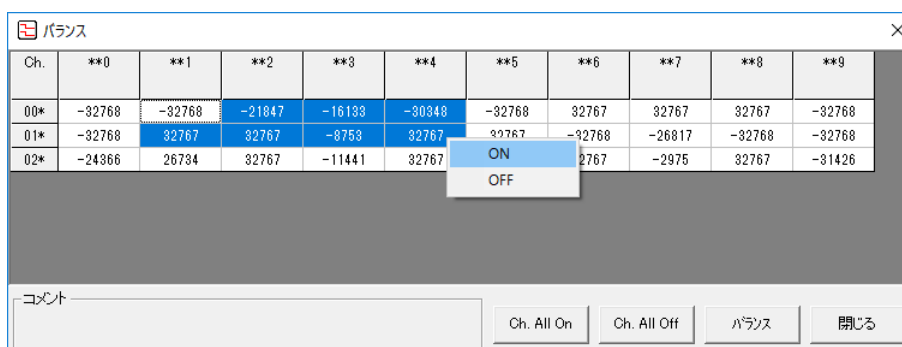 バランス
Ch. **0 **1 **2 **3 **4 **5 **6 **7 **8 **9
00* -32768 -32768 -21847 -16133 -30348 -32768 32767 32767 32767 -32768
01* -32768 32767 32767 -8753 32767 32767 -32768 -26817 -32768 -32768
02* -24366 26734 32767 -11441 32767 2767 -2975 32767 -31426
ON
OFF
コメント
Ch. All On Ch. All Off バランス 閉じる